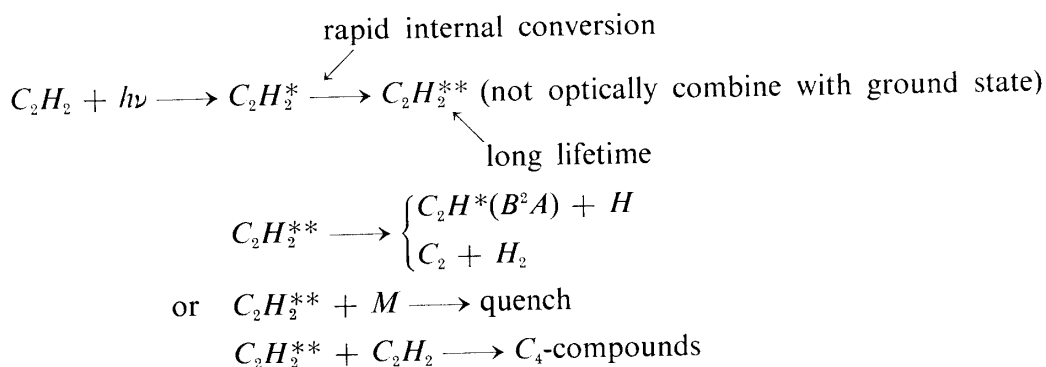 rapid internal conversion
C₂H₂ + hν ⟶ C₂H₂* ⟶ C₂H₂** (not optically combine with ground state)
long lifetime
C₂H₂** ⟶ { C₂H*(B²A) + H
C₂ + H₂
or C₂H₂** + M ⟶ quench
C₂H₂** + C₂H₂ ⟶ C₄-compounds